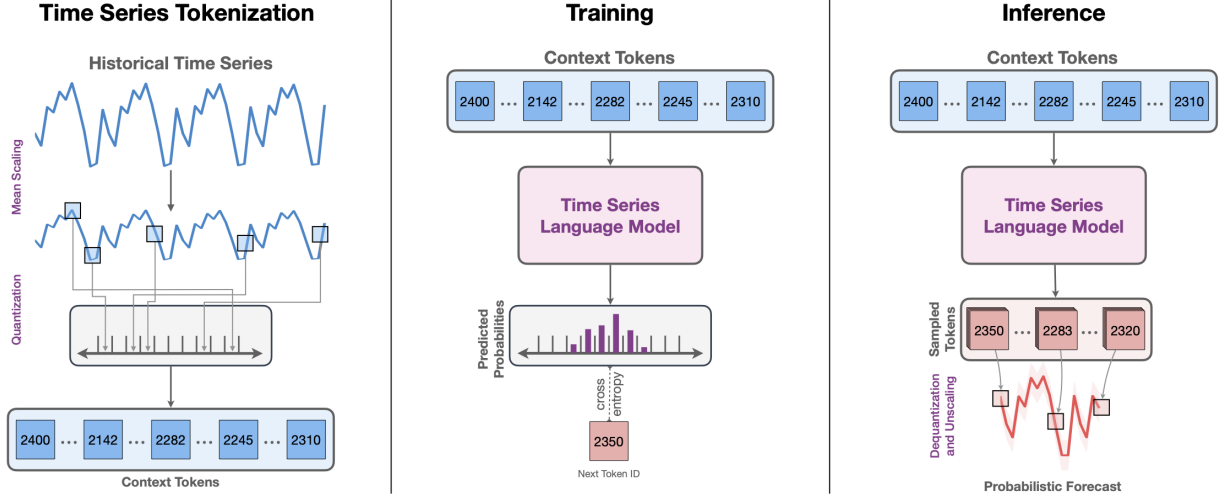 Time Series Tokenization
Historical Time Series
Mean Scaling
Quantization
2400 ... 2142 ... 2282 ... 2245 ... 2310
Context Tokens
Training
Context Tokens
2400 ... 2142 ... 2282 ... 2245 ... 2310
Time Series
Language Model
Predicted
Probabilities
cross
entropy
2350
Next Token ID
Inference
Context Tokens
2400 ... 2142 ... 2282 ... 2245 ... 2310
Time Series
Language Model
Sampled
Tokens
2350 ... 2283 ... 2320
Dequantization
and Unscaling
Probabilistic Forecast